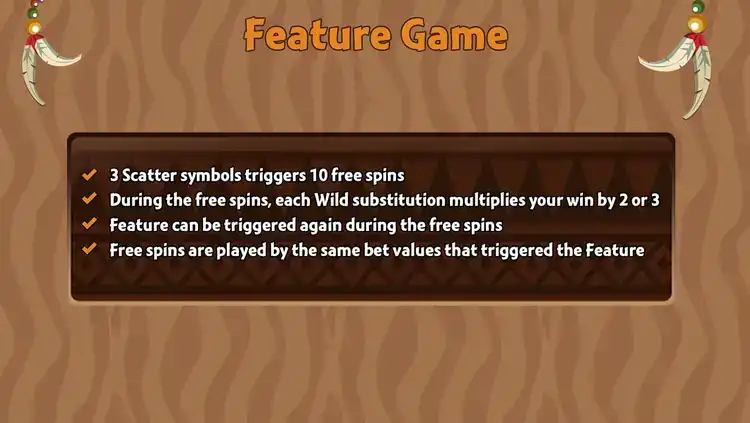 Feature Game
3 Scatter symbols triggers 10 free spins
During the free spins, each Wild substitution multiplies your win by 2 or 3
Feature can be triggered again during the free spins
Free spins are played by the same bet values that triggered the Feature